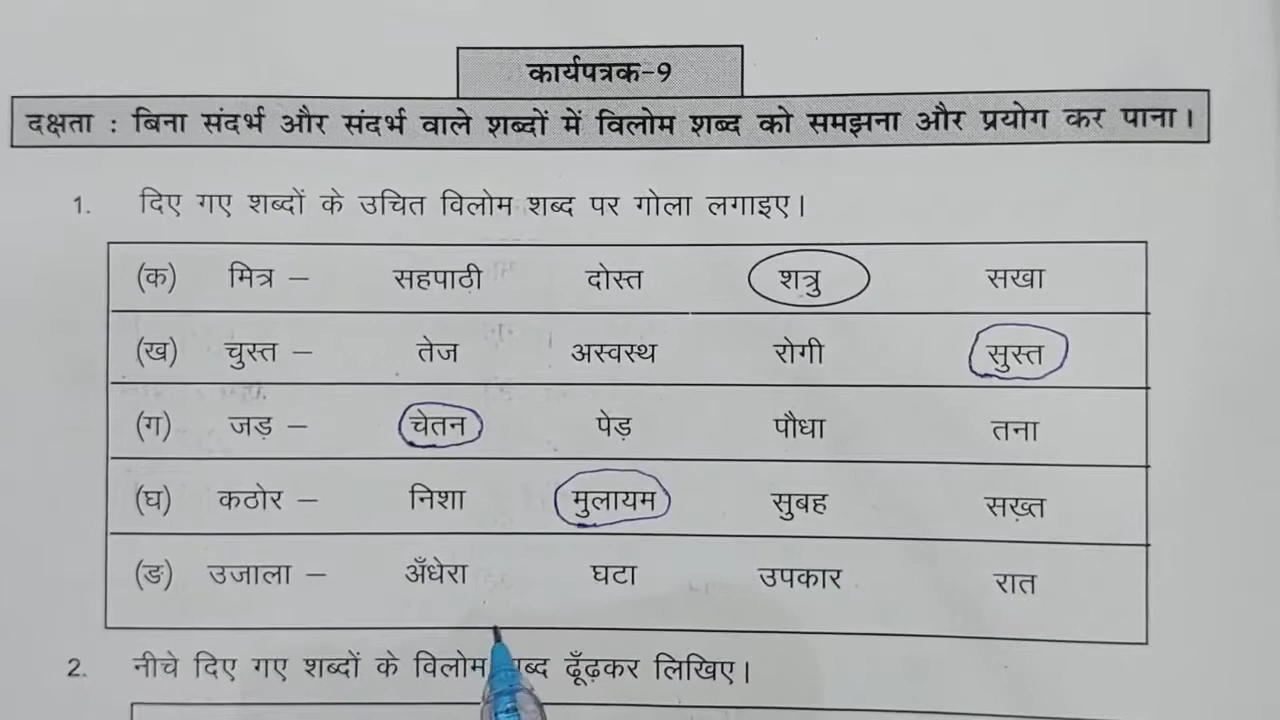 कार्यपत्रक-9
दक्षता : बिना संदर्भ और संदर्भ वाले शब्दों में विलोम शब्द को समझना और प्रयोग कर पाना।
1. दिए गए शब्दों के उचित विलोम शब्द पर गोला लगाइए।
(क) मित्र – सहपाठी दोस्त शत्रु सखा
(ख) चुस्त – तेज अस्वस्थ रोगी सुस्त
(ग) जड़ – चेतन पेड़ पौधा तना
(घ) कठोर – निशा मुलायम सुबह सख़्त
(ङ) उजाला – अँधेरा घटा उपकार रात
2. नीचे दिए गए शब्दों के विलोम ढूँढ़कर लिखिए।